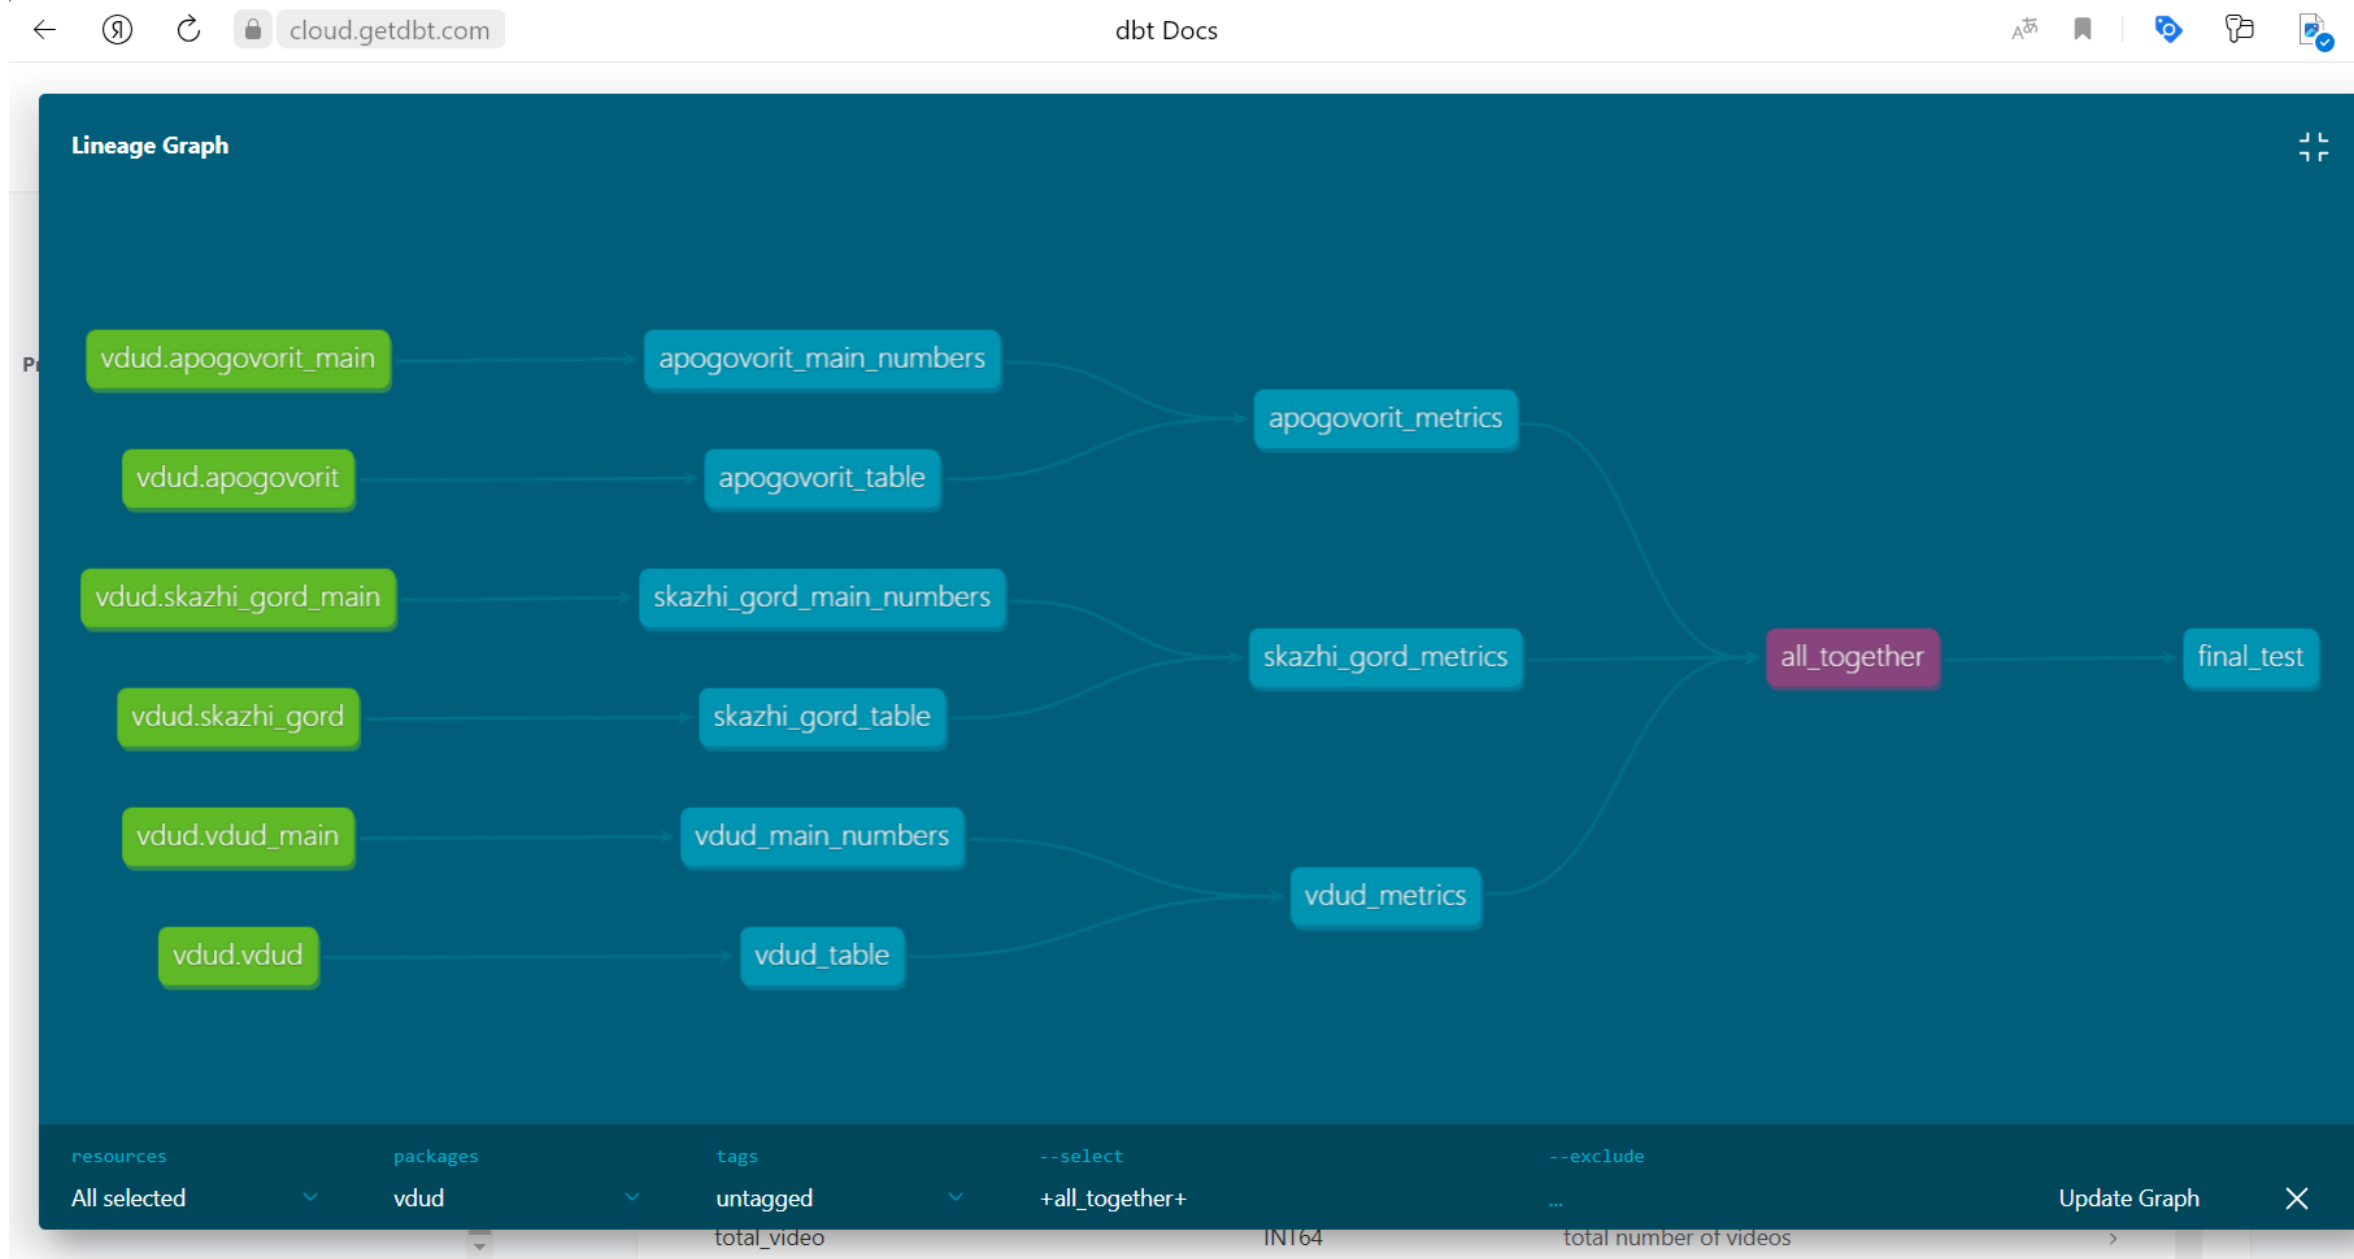 Я
cloud.getdbt.com
dbt Docs
Lineage Graph
vdud.apogovorit_main
apogovorit_main_numbers
apogovorit_metrics
vdud.apogovorit
apogovorit_table
vdud.skazhi_gord_main
skazhi_gord_main_numbers
skazhi_gord_metrics
all_together
final_test
vdud.skazhi_gord
skazhi_gord_table
vdud.vdud_main
vdud_main_numbers
vdud_metrics
vdud.vdud
vdud_table
resources packages tags --select --exclude
All selected vdud untagged +all_together+ ... Update Graph
total_video INT64 total number of videos